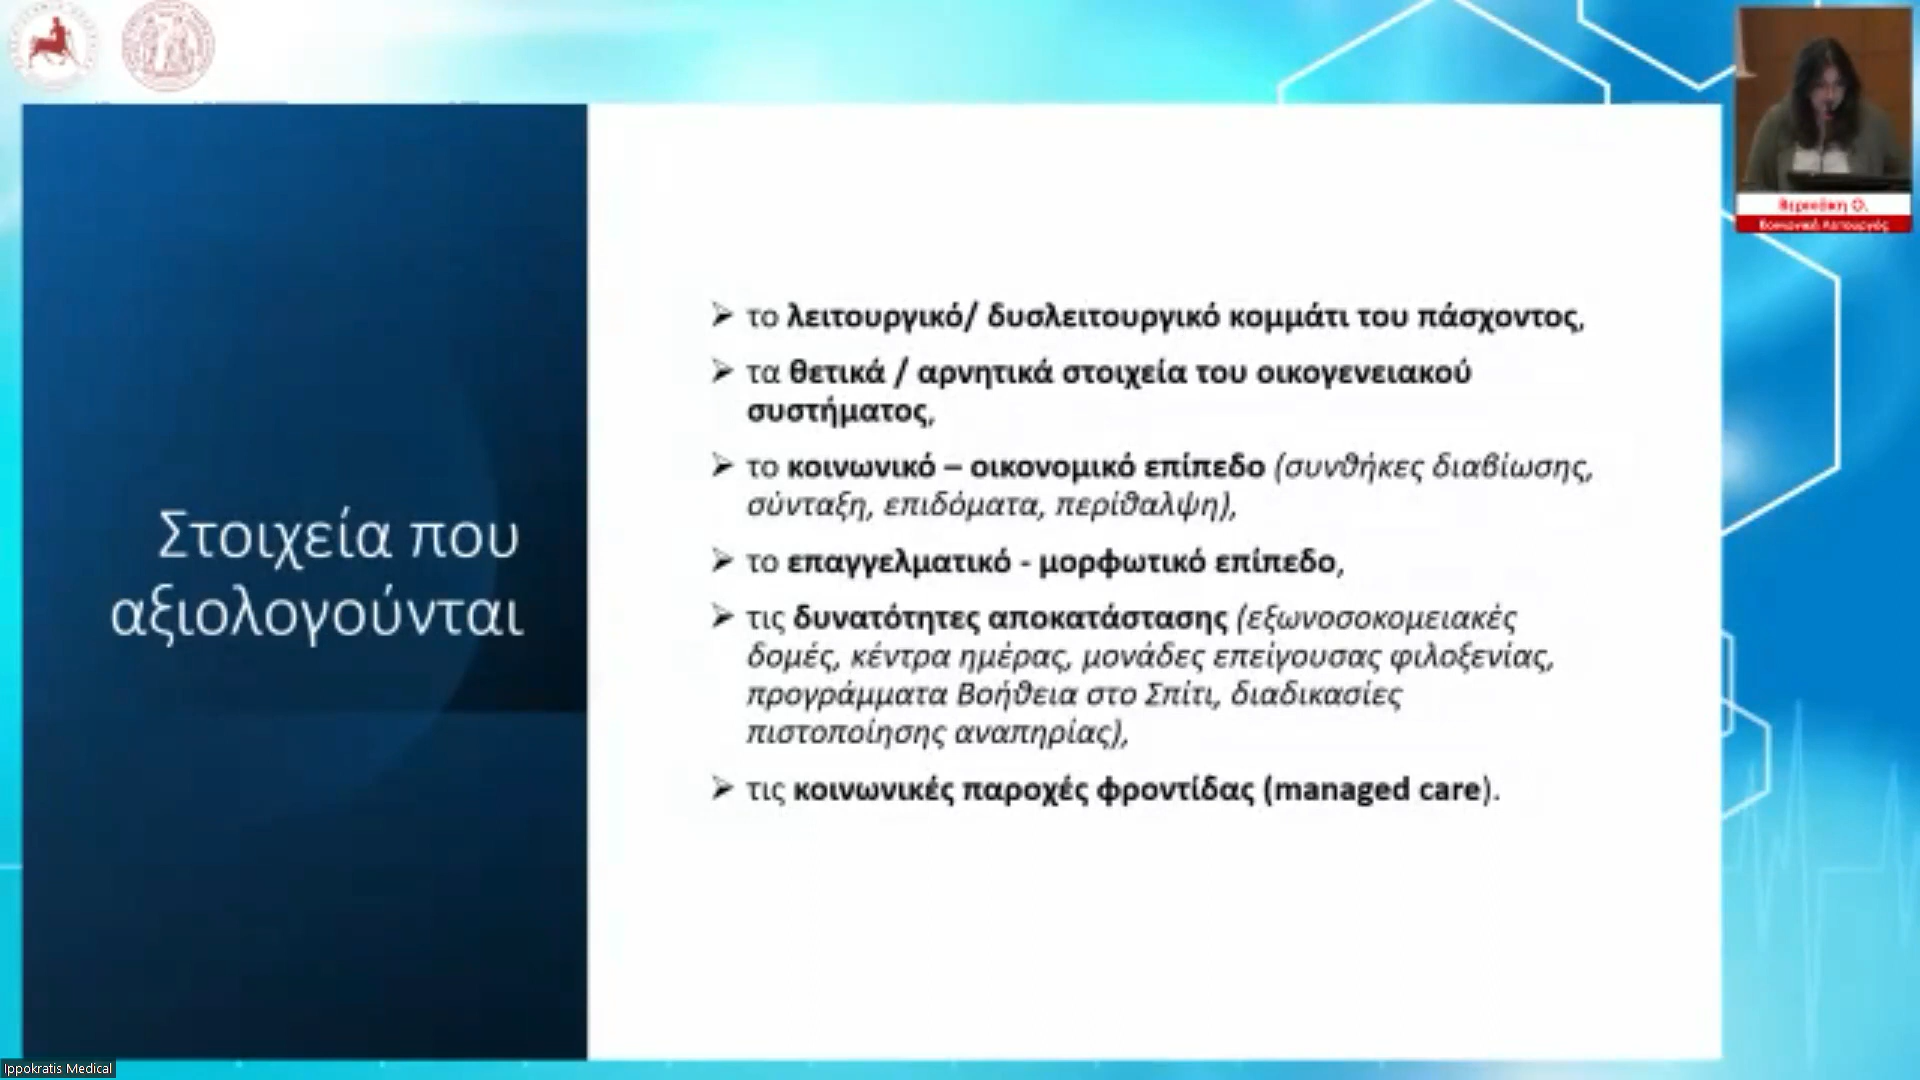 Στοιχεία που
αξιολογούνται
➢ το λειτουργικό/ δυσλειτουργικό κομμάτι του πάσχοντος,
➢ τα θετικά / αρνητικά στοιχεία του οικογενειακού
συστήματος,
➢ το κοινωνικό – οικονομικό επίπεδο (συνθήκες διαβίωσης,
σύνταξη, επιδόματα, περίθαλψη),
➢ το επαγγελματικό - μορφωτικό επίπεδο,
➢ τις δυνατότητες αποκατάστασης (εξωνοσοκομειακές
δομές, κέντρα ημέρας, μονάδες επείγουσας φιλοξενίας,
προγράμματα Βοήθεια στο Σπίτι, διαδικασίες
πιστοποίησης αναπηρίας),
➢ τις κοινωνικές παροχές φροντίδας (managed care).
Κοινωνική Λειτουργός
Ippokratis Medical